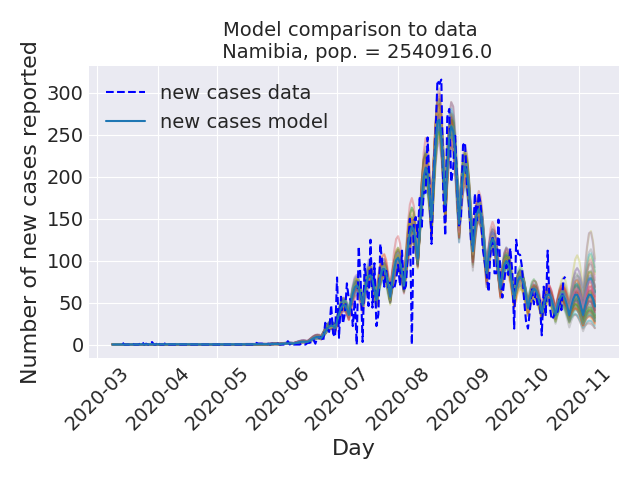 Model comparison to data
Namibia, pop. = 2540916.0
Number of new cases reported
300
250
200
150
100
50
0
new cases data
new cases model
2020-03
2020-04
2020-05
2020-06
2020-07
2020-08
2020-09
2020-10
2020-11
Day